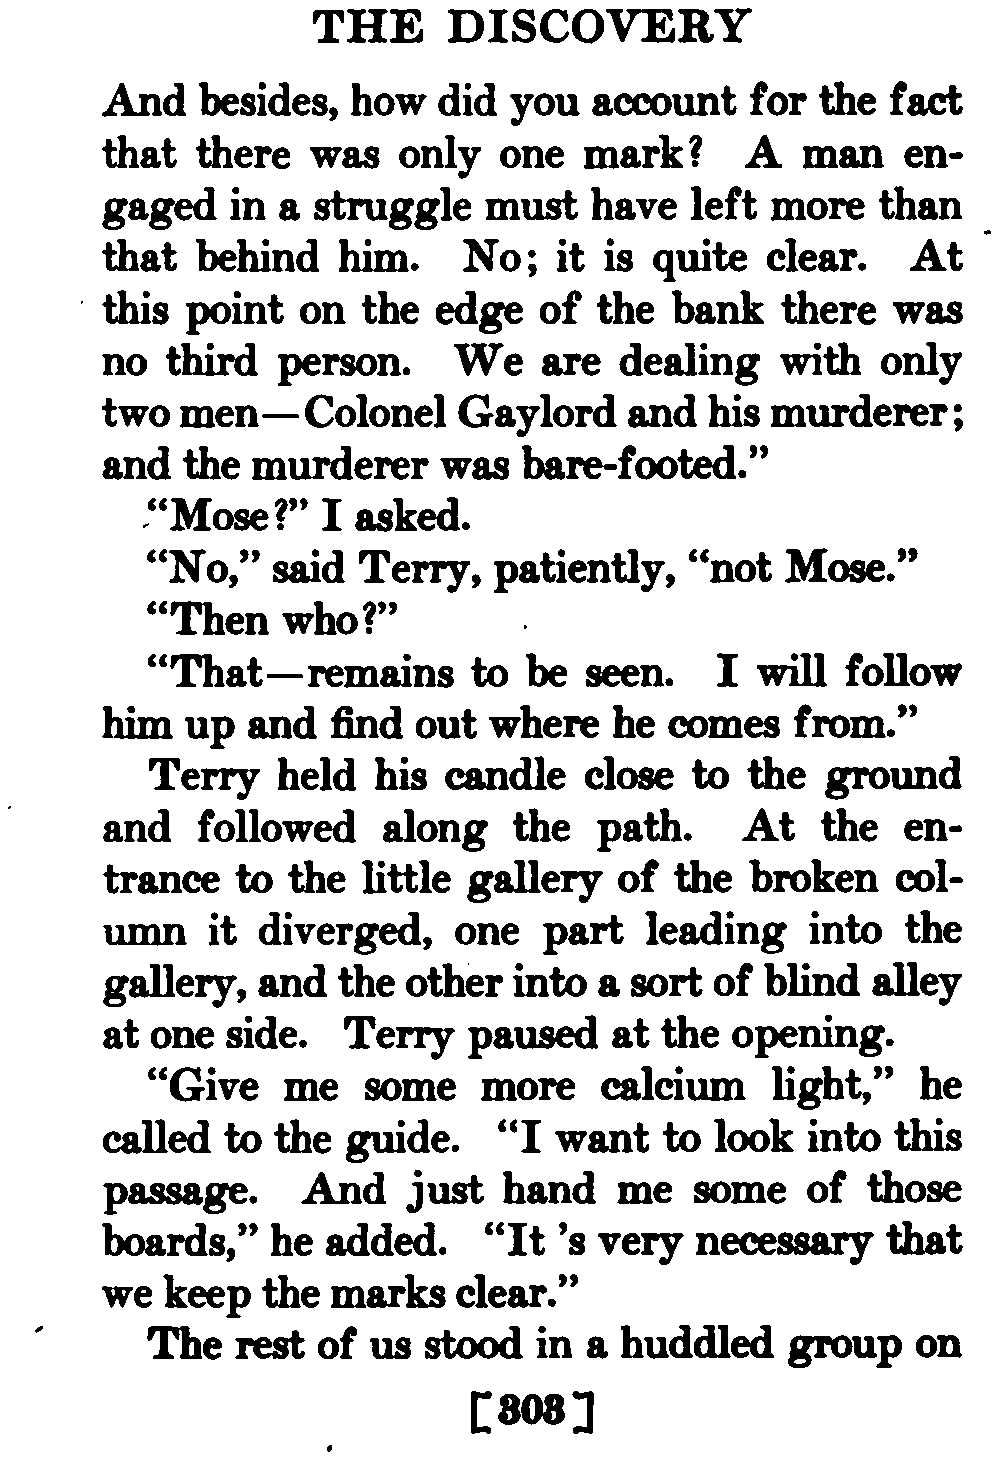 THE DISCOVERY
And besides, how did you account for the fact
that there was only one mark? A man en-
gaged in a struggle must have left more than
that behind him. No; it is quite clear. At
this point on the edge of the bank there was
no third person. We are dealing with only
two men—Colonel Gaylord and his murderer;
and the murderer was bare-footed.”
“Mose?” I asked.
“No,” said Terry, patiently, “not Mose.”
“Then who?”
“That—remains to be seen. I will follow
him up and find out where he comes from.”
Terry held his candle close to the ground
and followed along the path. At the en-
trance to the little gallery of the broken col-
umn it diverged, one part leading into the
gallery, and the other into a sort of blind alley
at one side. Terry paused at the opening.
“Give me some more calcium light,” he
called to the guide. “I want to look into this
passage. And just hand me some of those
boards,” he added. “It 's very necessary that
we keep the marks clear.”
The rest of us stood in a huddled group on
[303]